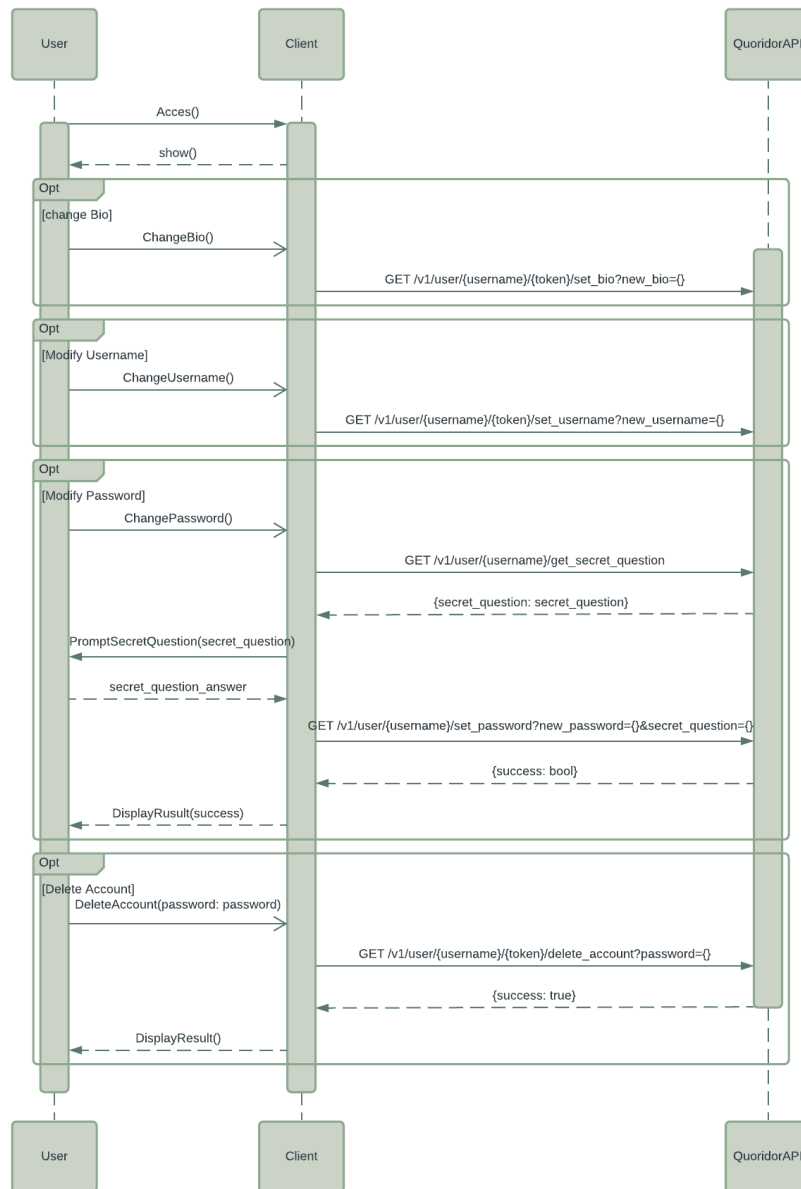 User
Client
QuoridorAPI
Acces()
show()
Opt
[change Bio]
ChangeBio()
GET /v1/user/{username}/{token}/set_bio?new_bio={}
Opt
[Modify Username]
ChangeUsername()
GET /v1/user/{username}/{token}/set_username?new_username={}
Opt
[Modify Password]
ChangePassword()
GET /v1/user/{username}/get_secret_question
{secret_question: secret_question}
PromptSecretQuestion(secret_question)
secret_question_answer
GET /v1/user/{username}/set_password?new_password={}&secret_question={}
{success: bool}
DisplayRusult(success)
Opt
[Delete Account]
DeleteAccount(password: password)
GET /v1/user/{username}/{token}/delete_account?password={}
{success: true}
DisplayResult()
User
Client
QuoridorAPI